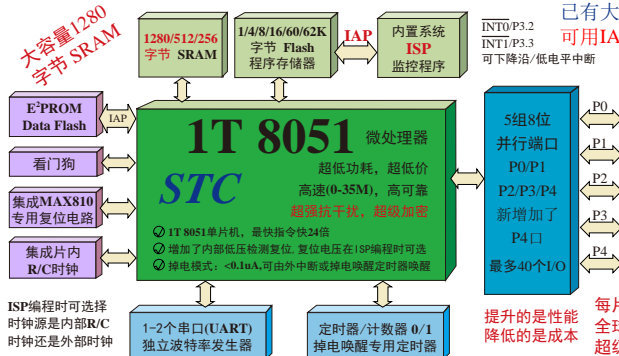 大容量1280
字节 SRAM
1280/512/256
字节 SRAM
1/4/8/16/60/62K
字节 Flash
程序存储器
IAP
内置系统
ISP
监控程序
INT0/P3.2
INT1/P3.3
可下降沿/低电平中断
已有大
可用IA
E²PROM
Data Flash
IAP
看门狗
集成MAX810
专用复位电路
集成片内
R/C时钟
ISP编程时可选择
时钟源是内部R/C
时钟还是外部时钟
1T 8051 微处理器
STC
超低功耗，超低价
高速(0-35M)，高可靠
超强抗干扰，超级加密
1T 8051单片机，最快指令快24倍
增加了内部低压检测复位,复位电压在ISP编程时可选
掉电模式：<0.1uA,可由外中断或掉电唤醒定时器唤醒
1-2个串口(UART)
独立波特率发生器
定时器/计数器 0/1
掉电唤醒专用定时器
5组8位
并行端口
P0/P1
P2/P3/P4
新增加了
P4口
最多40个I/O
P0
P1
P2
P3
P4
提升的是性能
降低的是成本
每片
全球
超级